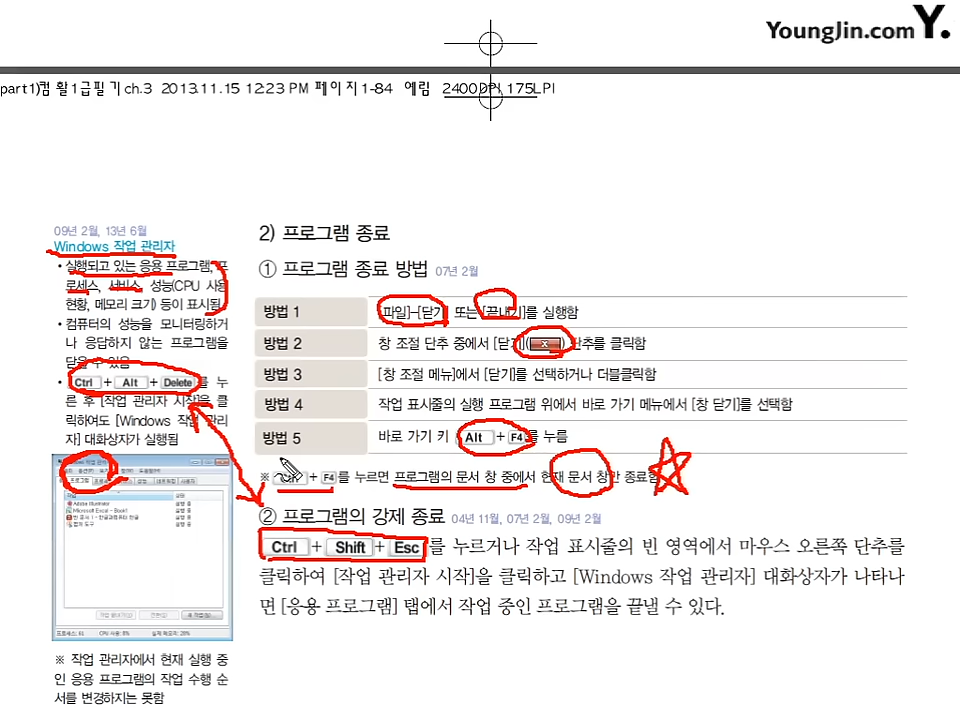 YoungJin.com Y.
part1)컴 활1급필 기 ch.3 2013.11.15 12:23 PM 페 이 지 1-84 예림 2400DPI 175LPI
09년 2월, 13년 6월
Windows 작업 관리자
• 실행되고 있는 응용 프로그램, 프
로세스, 서비스, 성능(CPU 사용
현황, 메모리 크기) 등이 표시됨
• 컴퓨터의 성능을 모니터링하거
나 응답하지 않는 프로그램을
닫을 수 있음
• Ctrl + Alt + Delete 를 누
른 후 [작업 관리자 시작]을 클
릭하여도 [Windows 작업 관리
자] 대화상자가 실행됨
※ 작업 관리자에서 현재 실행 중
인 응용 프로그램의 작업 수행 순
서를 변경하지는 못함
2) 프로그램 종료
① 프로그램 종료 방법 07년 2월
방법 1 [파일]-[닫기] 또는 [끝내기]를 실행함
방법 2 창 조절 단추 중에서 [닫기]( x ) 단추를 클릭함
방법 3 [창 조절 메뉴]에서 [닫기]를 선택하거나 더블클릭함
방법 4 작업 표시줄의 실행 프로그램 위에서 바로 가기 메뉴에서 [창 닫기]를 선택함
방법 5 바로 가기 키 Alt + F4 를 누름
※ Ctrl + F4 를 누르면 프로그램의 문서 창 중에서 현재 문서 창만 종료함
② 프로그램의 강제 종료 04년 11월, 07년 2월, 09년 2월
Ctrl + Shift + Esc 를 누르거나 작업 표시줄의 빈 영역에서 마우스 오른쪽 단추를
클릭하여 [작업 관리자 시작]을 클릭하고 [Windows 작업 관리자] 대화상자가 나타나
면 [응용 프로그램] 탭에서 작업 중인 프로그램을 끝낼 수 있다.